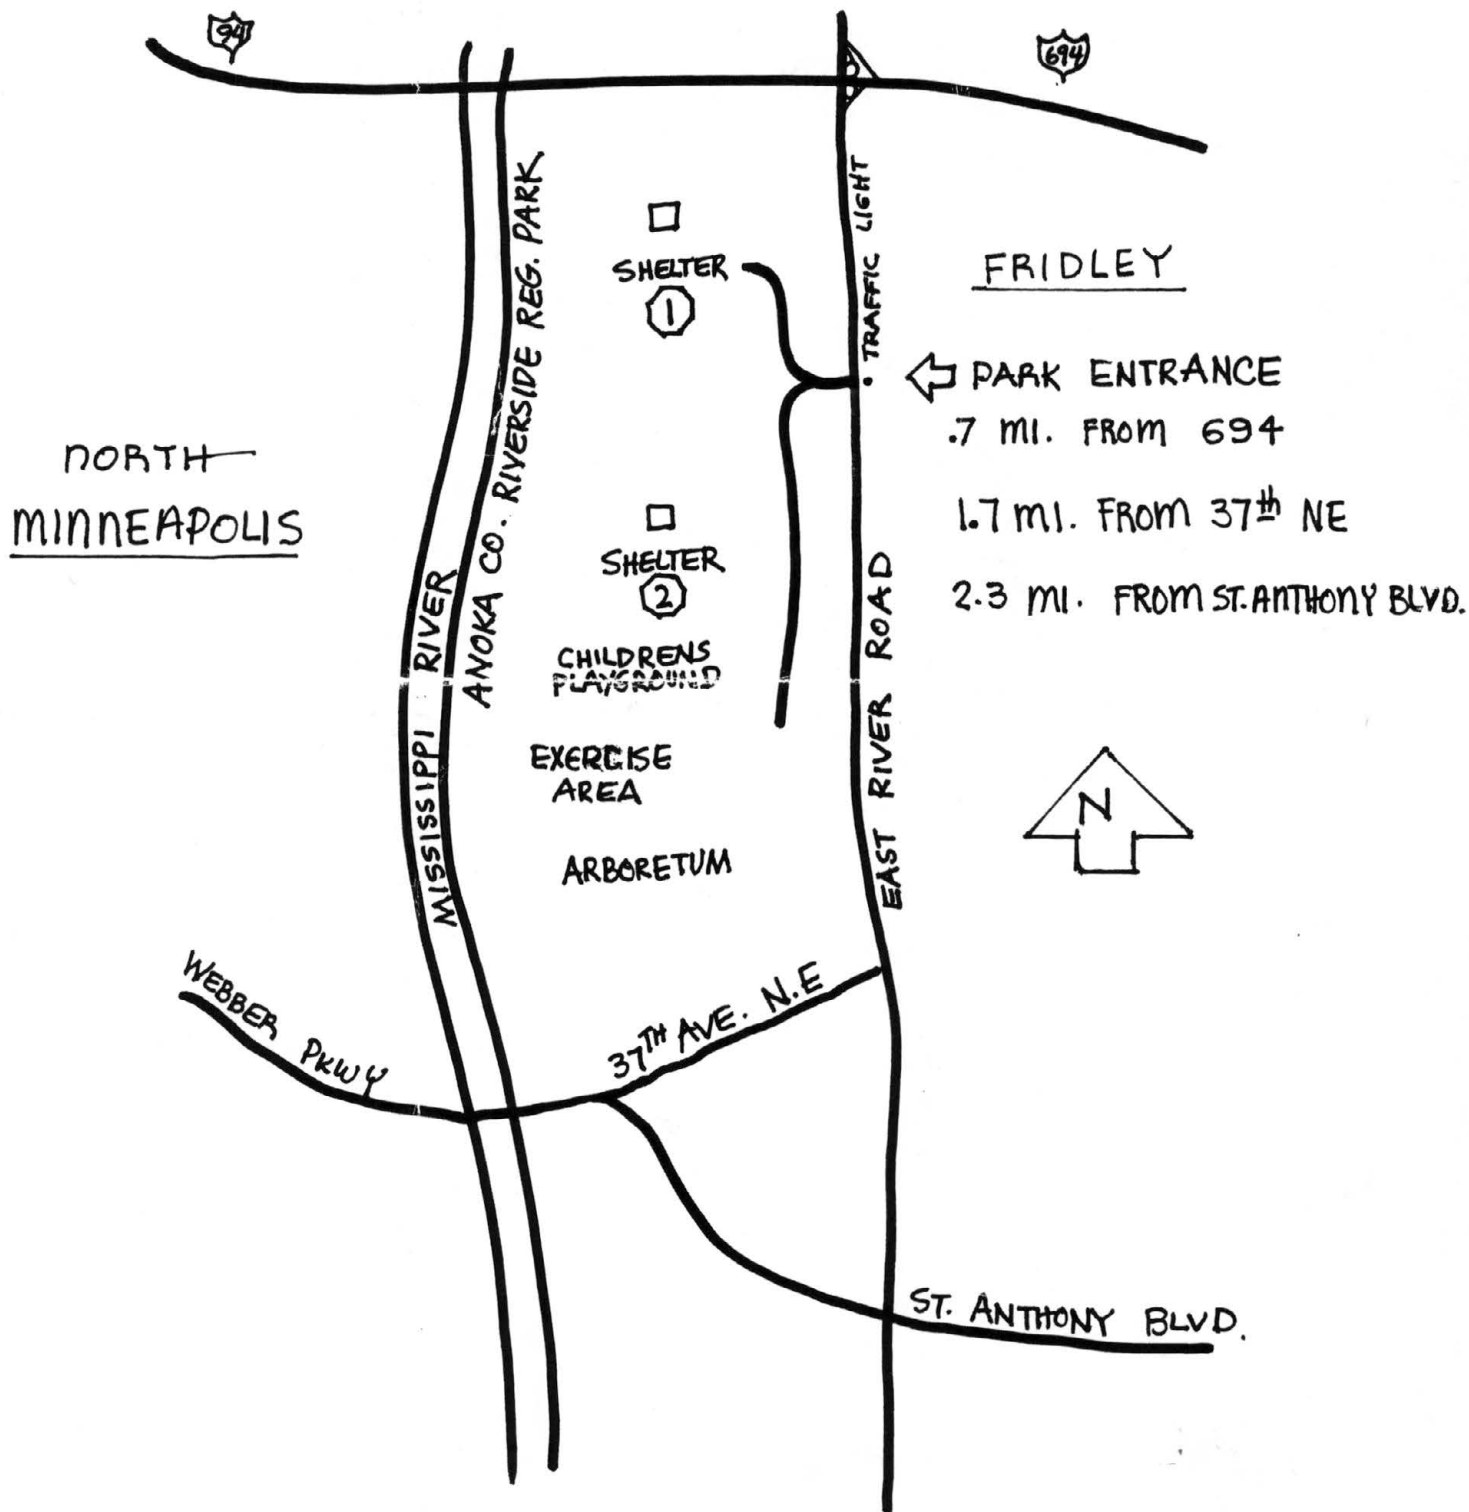 94
694
TRAFFIC LIGHT
ANOKA CO. RIVERSIDE REG. PARK
SHELTER
1
FRIDLEY
PARK ENTRANCE
.7 MI. FROM 694
1.7 MI. FROM 37th NE
2.3 MI. FROM ST. ANTHONY BLVD.
NORTH
MINNEAPOLIS
SHELTER
2
CHILDRENS
PLAYGROUND
EXERCISE
AREA
ARBORETUM
MISSISSIPPI RIVER
EAST RIVER ROAD
N
WEBBER PKWY
37TH AVE. N.E
ST. ANTHONY BLVD.